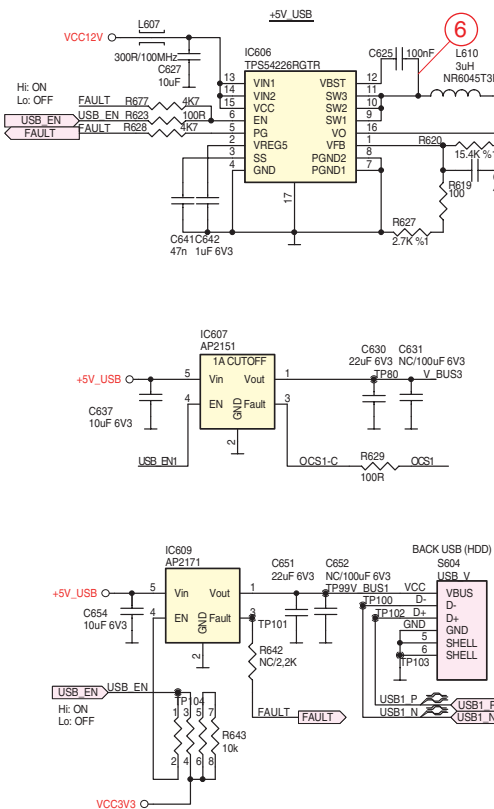 +5V_USB
6
L607
VCC12V
300R/100MHz
C627
10uF
IC606
TPS54226RGTR
C625
100nF
L610
3uH
NR6045T3
Hi: ON
Lo: OFF
FAULT
R677
4K7
USB_EN
USB_EN
R623
100R
FAULT
FAULT
R628
4K7
13
VIN1
VBST
12
14
VIN2
SW3
11
15
VCC
SW2
10
6
EN
SW1
9
5
PG
VO
16
2
VREG5
VFB
1
3
SS
PGND2
8
4
GND
PGND1
7
17
R620
15.4K %1
R619
100
C641
47n
C642
1uF 6V3
R627
2.7K %1
IC607
AP2151
1A CUTOFF
+5V_USB
5
Vin
Vout
1
4
EN
GND
Fault
3
2
C637
10uF 6V3
C630
22uF 6V3
C631
NC/100uF 6V3
TP80
V_BUS3
USB_EN1
OCS1-C
R629
100R
OCS1
IC609
AP2171
+5V_USB
5
Vin
Vout
1
4
EN
GND
Fault
3
2
C654
10uF 6V3
C651
22uF 6V3
C652
NC/100uF 6V3
TP99
V_BUS1
TP101
R642
NC/2,2K
FAULT
FAULT
BACK USB (HDD)
S604
USB_V
VCC
VBUS
TP100
D-
D-
TP102
D+
D+
GND
GND
5
SHELL
6
SHELL
TP103
USB1_P
USB1_P
USB1_N
USB1_N
USB_EN
USB_EN
Hi: ON
Lo: OFF
TP104
1
3
5
7
2
4
6
8
R643
10k
VCC3V3